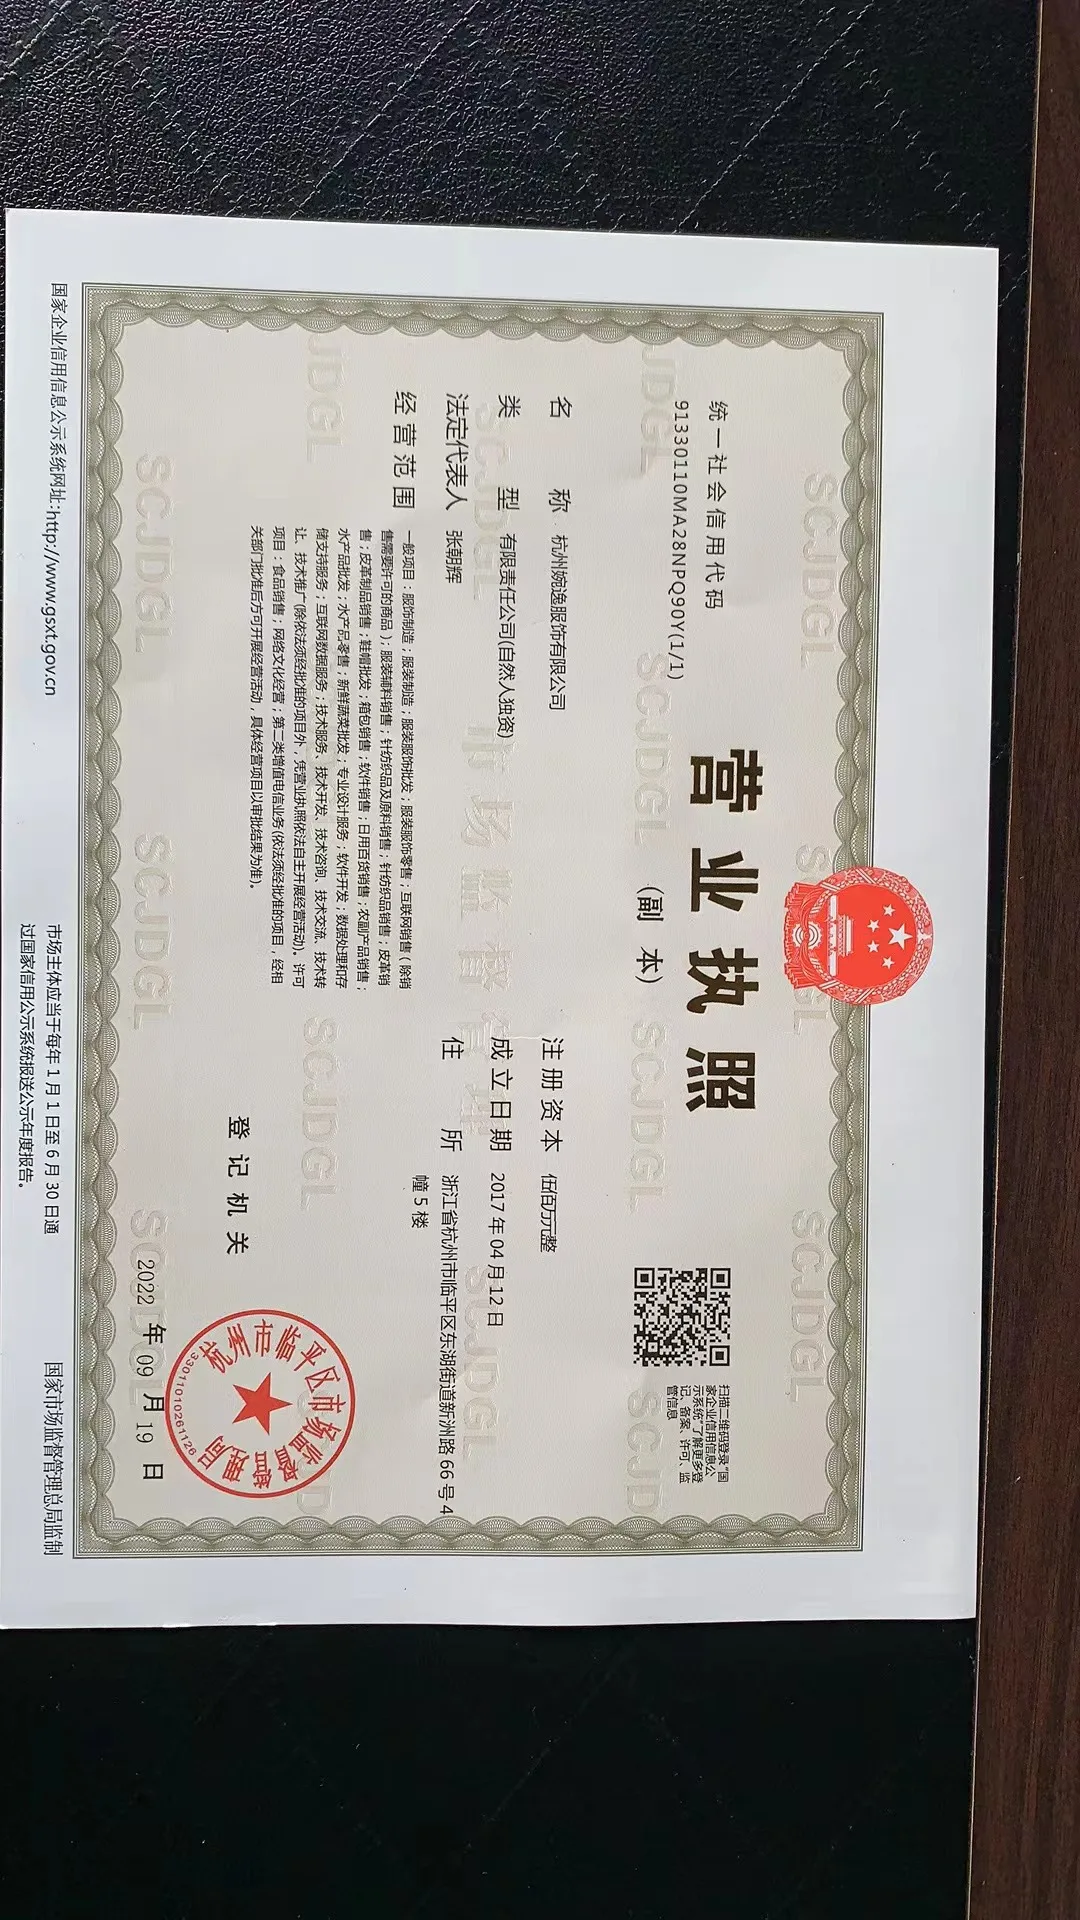 营业执照
(副 本)
统一社会信用代码
91330110MA28NPQ90Y(1/1)
扫描二维码登录"国
家企业信用信息公
示系统"了解更多登
记、备案、许可、监
管信息
名 称 杭州婉逸服饰有限公司
类 型 有限责任公司(自然人独资)
法定代表人 张朝辉
经营范围 一般项目：服饰制造；服装制造；服装服饰批发；服装服饰零售；互联网销售（除销
售需要许可的商品）；服装辅料销售；针纺织品及原料销售；针纺织品销售；皮革销
售；皮革制品销售；鞋帽批发；箱包销售；软件销售；日用百货销售；农副产品销售；
水产品批发；水产品零售；新鲜蔬菜批发；专业设计服务；软件开发；数据处理和存
储支持服务；互联网数据服务；技术服务、技术开发、技术咨询、技术交流、技术转
让、技术推广(除依法须经批准的项目外，凭营业执照依法自主开展经营活动)。许可
项目：食品销售；网络文化经营；第二类增值电信业务(依法须经批准的项目，经相
关部门批准后方可开展经营活动，具体经营项目以审批结果为准)。
注册资本 伍佰万元整
成立日期 2017年04月12日
住 所 浙江省杭州市临平区东湖街道新洲路66号4
幢5楼
登记机关
杭州市临平区市场监督管理局
33011010261126
2022年09月19日
国家企业信用信息公示系统网址:http://www.gsxt.gov.cn
市场主体应当于每年1月1日至6月30日通
过国家信用公示系统报送公示年度报告。
国家市场监督管理总局监制
市场监督管理
SCJDGL